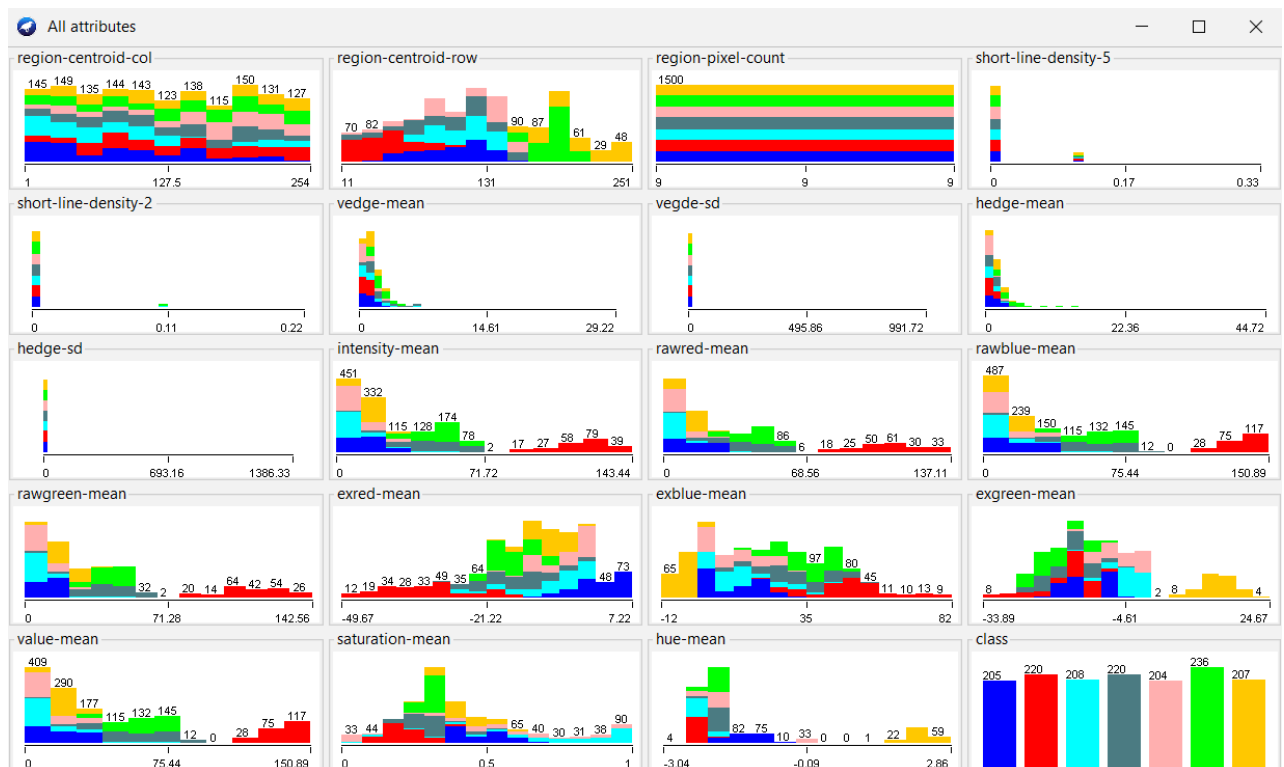 All attributes
region-centroid-col
145 149 135 144 143 123 138 115 150 131 127
1 127.5 254
region-centroid-row
70 82 90 87 61 29 48
11 131 251
region-pixel-count
1500
9 9 9
short-line-density-5
0 0.17 0.33
short-line-density-2
0 0.11 0.22
vedge-mean
0 14.61 29.22
vegde-sd
0 495.86 991.72
hedge-mean
0 22.36 44.72
hedge-sd
0 693.16 1386.33
intensity-mean
451 332 115 128 174 78 2 17 27 58 79 39
0 71.72 143.44
rawred-mean
86 6 18 25 50 61 30 33
0 68.56 137.11
rawblue-mean
487 239 150 115 132 145 12 0 28 75 117
0 75.44 150.89
rawgreen-mean
32 2 20 14 64 42 54 26
0 71.28 142.56
exred-mean
12 19 34 28 33 49 35 64 48 73
-49.67 -21.22 7.22
exblue-mean
65 97 80 45 11 10 13 9
-12 35 82
exgreen-mean
8 2 8 4
-33.89 -4.61 24.67
value-mean
409 290 177 115 132 145 12 0 28 75 117
0 75.44 150.89
saturation-mean
33 44 65 40 30 31 38 90
0 0.5 1
hue-mean
4 82 75 10 33 0 0 1 22 59
-3.04 -0.09 2.86
class
205 220 208 220 204 236 207